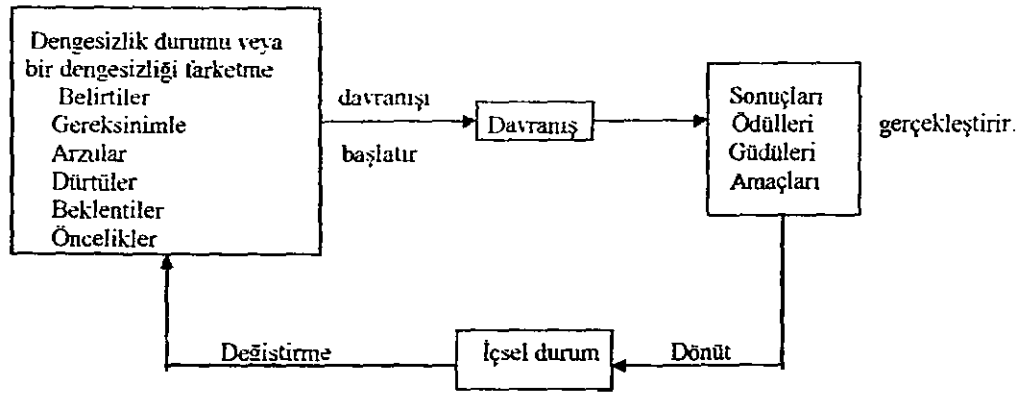 Dengesizlik durumu veya
bir dengesizliği farketme
Belirtiler
Gereksinimle
Arzular
Dürtüler
Beklentiler
Öncelikler
davranışı
başlatır
Davranış
Sonuçları
Ödülleri
Güdüleri
Amaçları
gerçekleştirir.
Dönüt
İçsel durum
Değiştirme